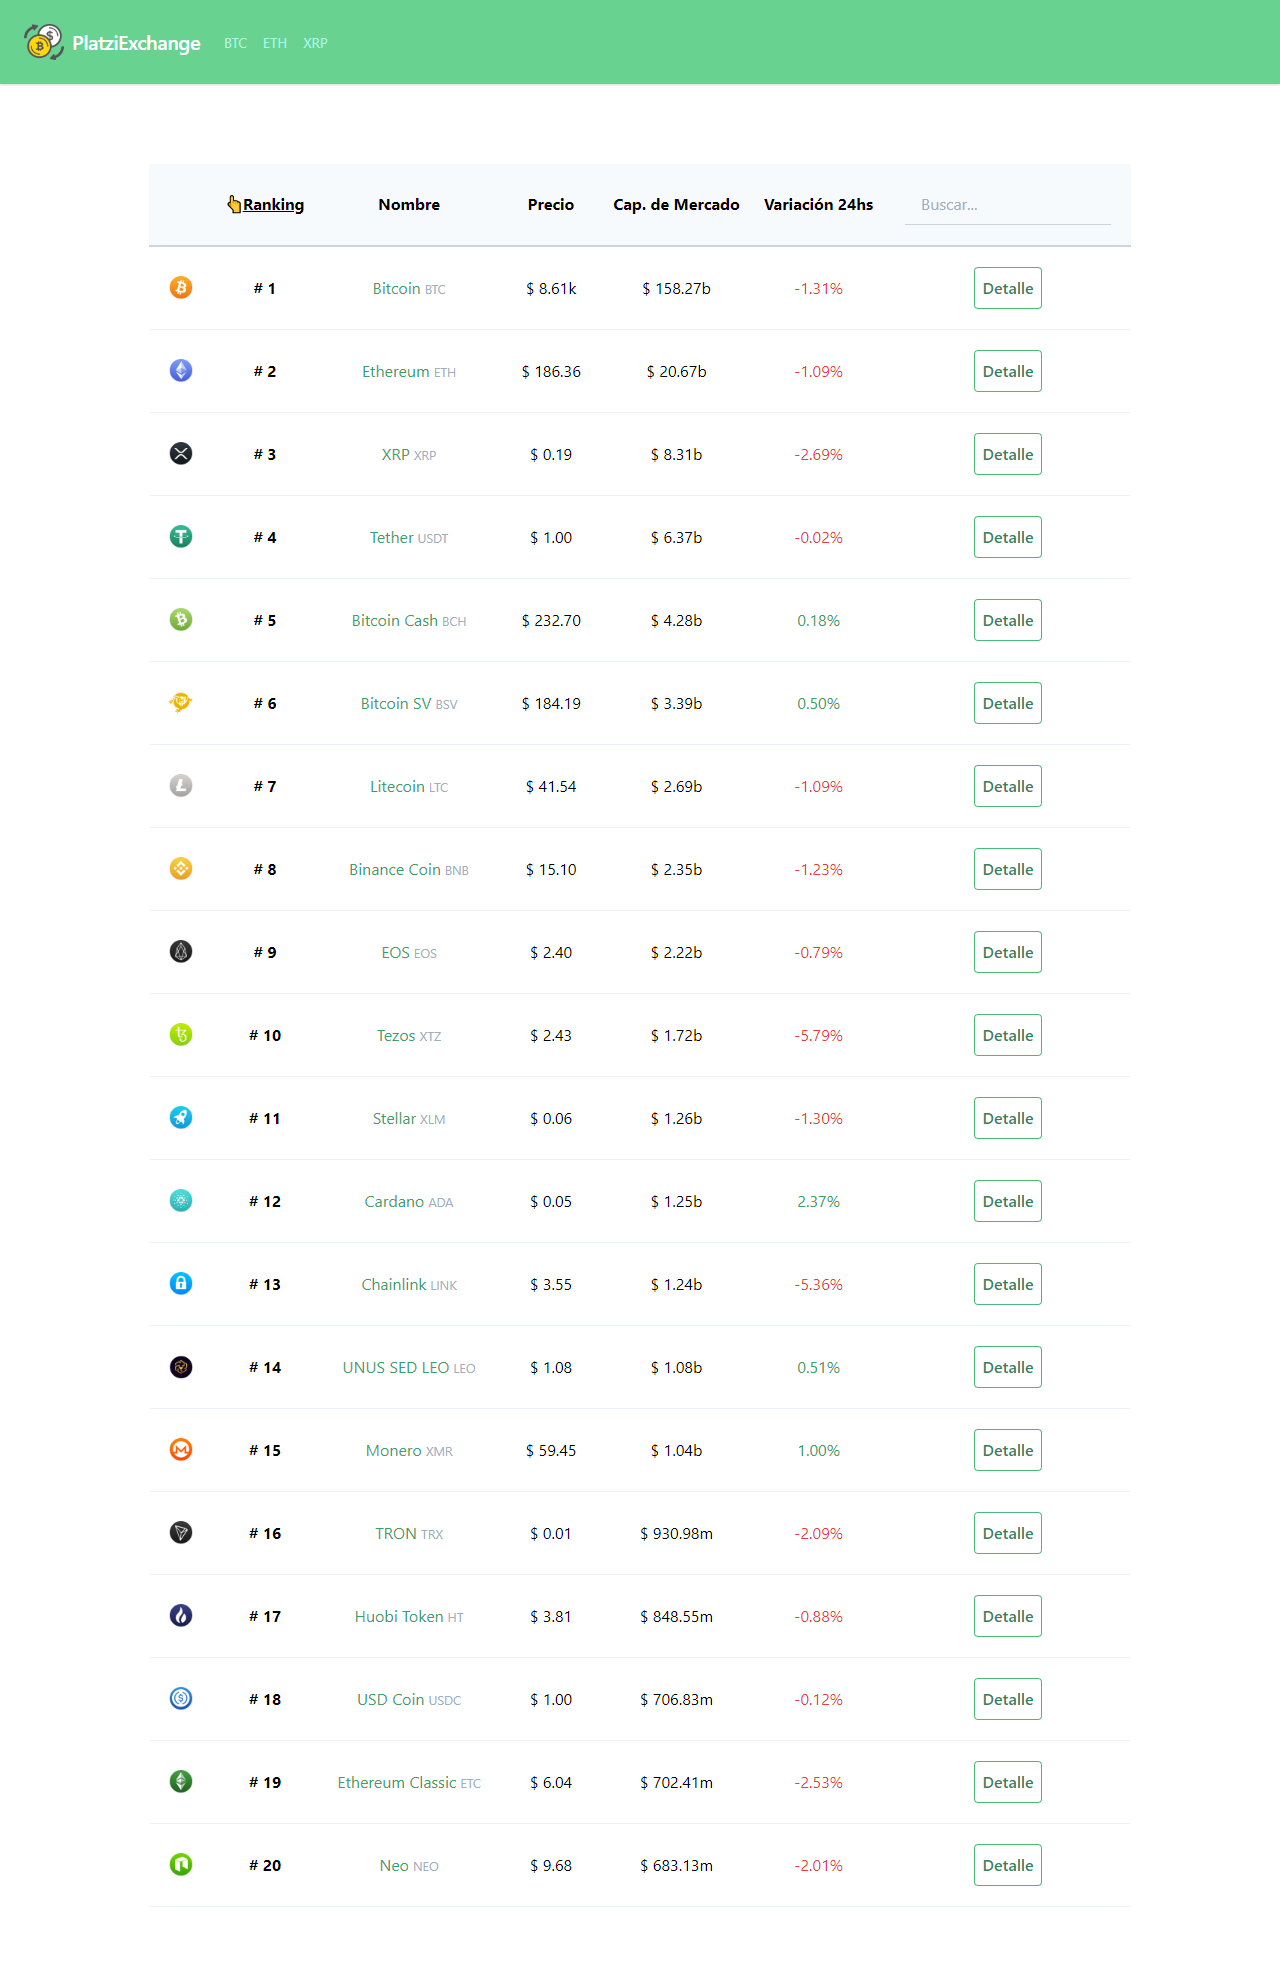 PlatziExchange BTC ETH XRP
Ranking Nombre Precio Cap. de Mercado Variación 24hs Buscar...
# 1 Bitcoin BTC $ 8.61k $ 158.27b -1.31% Detalle
# 2 Ethereum ETH $ 186.36 $ 20.67b -1.09% Detalle
# 3 XRP XRP $ 0.19 $ 8.31b -2.69% Detalle
# 4 Tether USDT $ 1.00 $ 6.37b -0.02% Detalle
# 5 Bitcoin Cash BCH $ 232.70 $ 4.28b 0.18% Detalle
# 6 Bitcoin SV BSV $ 184.19 $ 3.39b 0.50% Detalle
# 7 Litecoin LTC $ 41.54 $ 2.69b -1.09% Detalle
# 8 Binance Coin BNB $ 15.10 $ 2.35b -1.23% Detalle
# 9 EOS EOS $ 2.40 $ 2.22b -0.79% Detalle
# 10 Tezos XTZ $ 2.43 $ 1.72b -5.79% Detalle
# 11 Stellar XLM $ 0.06 $ 1.26b -1.30% Detalle
# 12 Cardano ADA $ 0.05 $ 1.25b 2.37% Detalle
# 13 Chainlink LINK $ 3.55 $ 1.24b -5.36% Detalle
# 14 UNUS SED LEO LEO $ 1.08 $ 1.08b 0.51% Detalle
# 15 Monero XMR $ 59.45 $ 1.04b 1.00% Detalle
# 16 TRON TRX $ 0.01 $ 930.98m -2.09% Detalle
# 17 Huobi Token HT $ 3.81 $ 848.55m -0.88% Detalle
# 18 USD Coin USDC $ 1.00 $ 706.83m -0.12% Detalle
# 19 Ethereum Classic ETC $ 6.04 $ 702.41m -2.53% Detalle
# 20 Neo NEO $ 9.68 $ 683.13m -2.01% Detalle